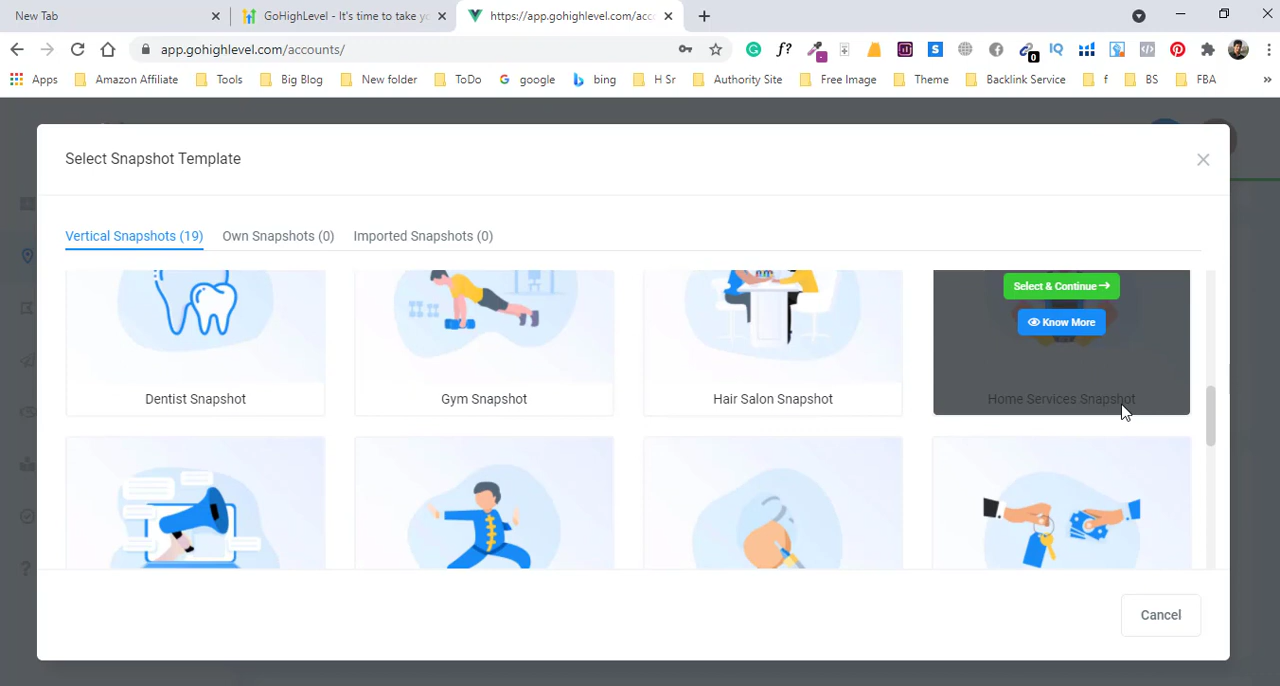 New Tab
GoHighLevel - It's time to take yo
https://app.gohighlevel.com/acco
app.gohighlevel.com/accounts/
Apps
Amazon Affiliate
Tools
Big Blog
New folder
ToDo
google
bing
H Sr
Authority Site
Free Image
Theme
Backlink Service
f
BS
FBA
Select Snapshot Template
Vertical Snapshots (19)
Own Snapshots (0)
Imported Snapshots (0)
Select & Continue
Know More
Dentist Snapshot
Gym Snapshot
Hair Salon Snapshot
Home Services Snapshot
Cancel